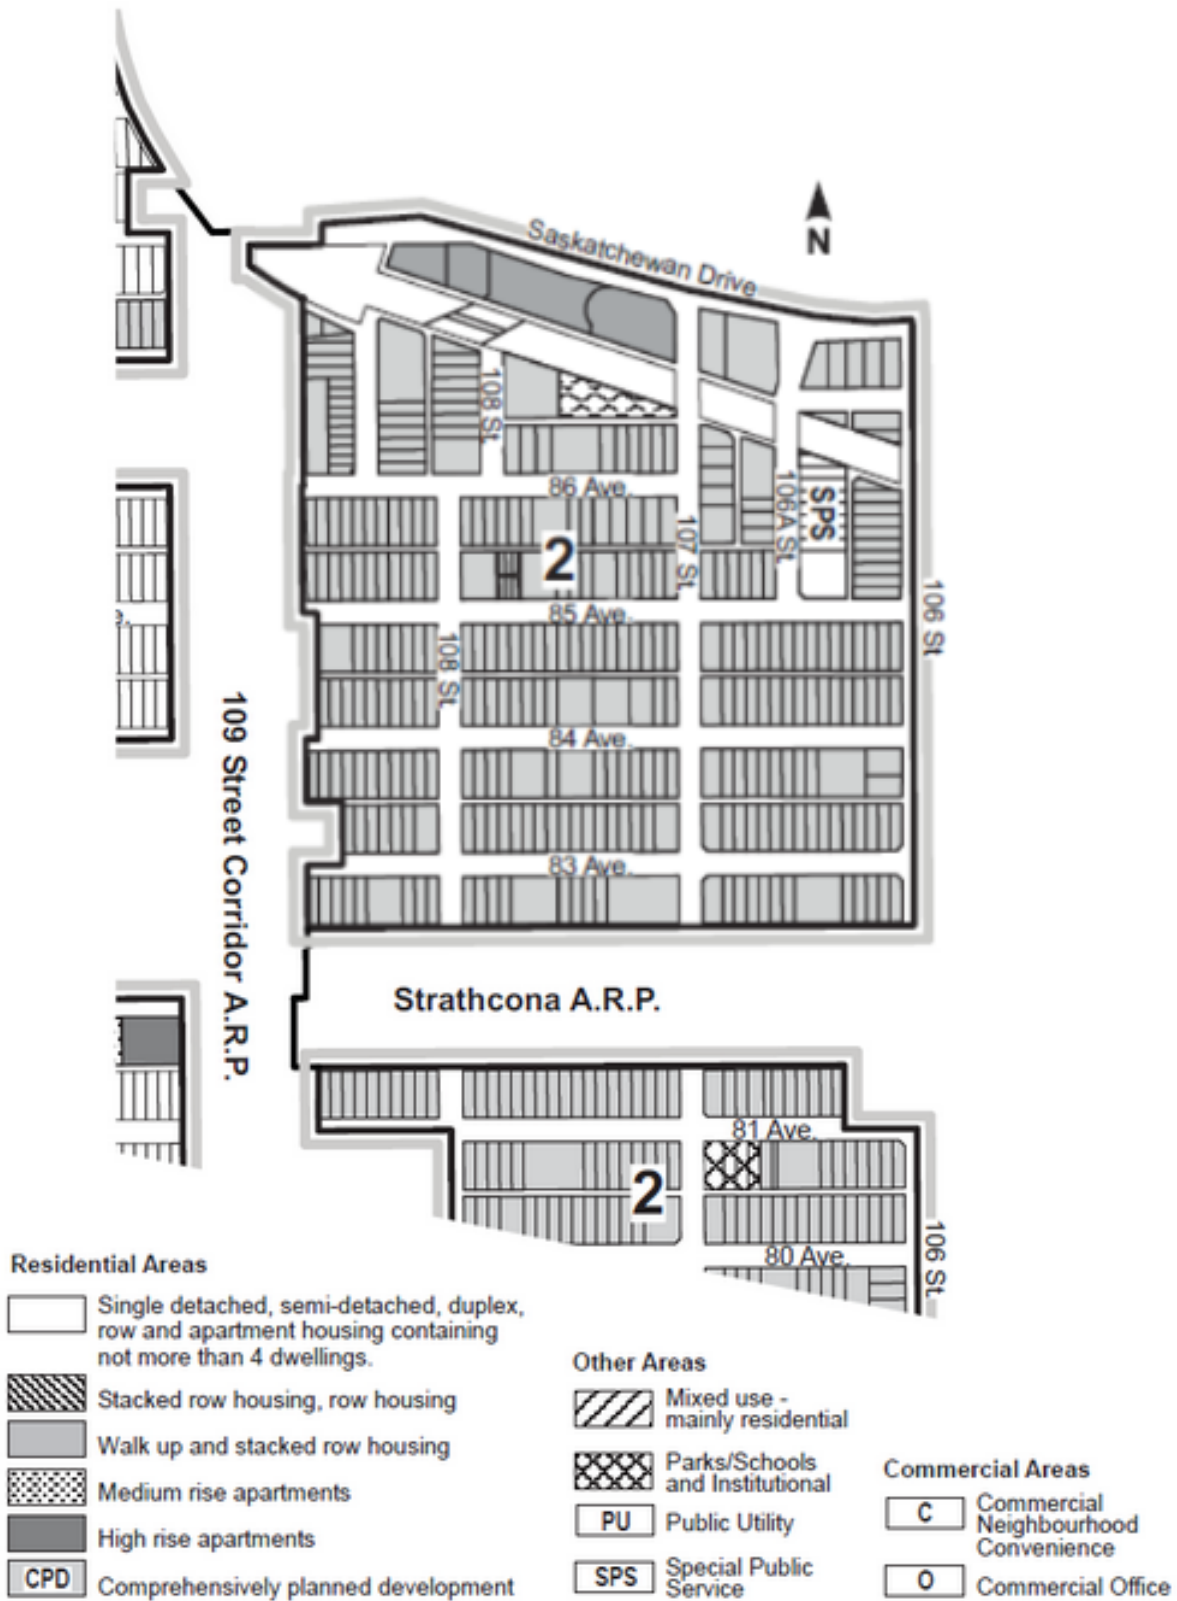 Saskatchewan Drive
N
108 St.
86 Ave.
106A St.
SPS
107 St.
2
85 Ave.
106 St
108 St.
84 Ave.
109 Street Corridor A.R.P.
83 Ave.
Strathcona A.R.P.
81 Ave.
2
106 St.
80 Ave.
Residential Areas
Single detached, semi-detached, duplex,
row and apartment housing containing
not more than 4 dwellings.
Stacked row housing, row housing
Walk up and stacked row housing
Medium rise apartments
High rise apartments
CPD Comprehensively planned development
Other Areas
Mixed use -
mainly residential
Parks/Schools
and Institutional
PU Public Utility
SPS Special Public
Service
Commercial Areas
C Commercial
Neighbourhood
Convenience
O Commercial Office